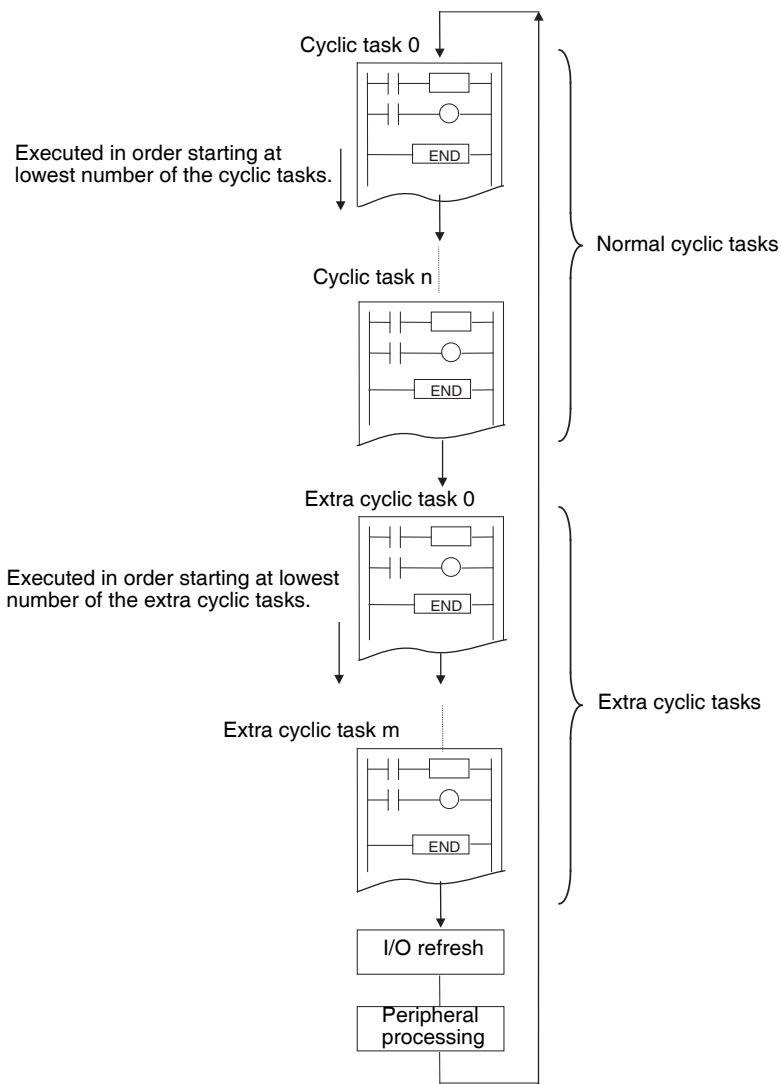 Cyclic task 0
END
Executed in order starting at
lowest number of the cyclic tasks.
Normal cyclic tasks
Cyclic task n
END
Extra cyclic task 0
Executed in order starting at lowest
number of the extra cyclic tasks.
END
Extra cyclic tasks
Extra cyclic task m
END
I/O refresh
Peripheral
processing